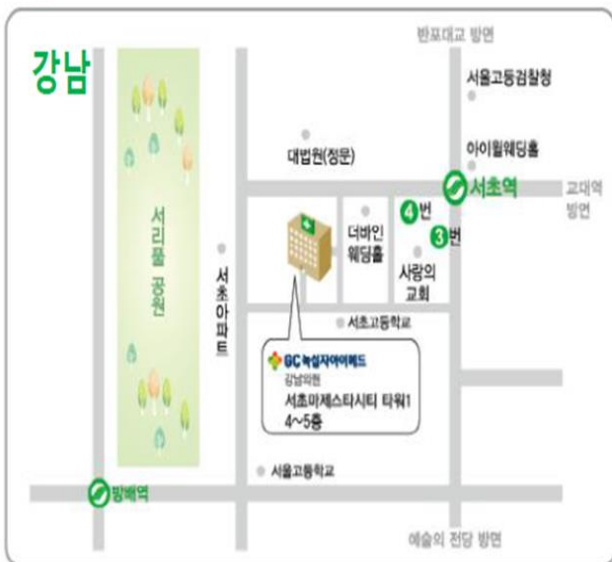 강남
반포대교 방면
서울고등검찰청
대법원(정문)
아이윌웨딩홀
서초역
교대역
방면
4번
3번
더바인
웨딩홀
사랑의
교회
서리풀 공원
서초아파트
서초고등학교
GC녹십자아이메드
강남의원
서초마제스타시티 타워1
4~5층
서울고등학교
방배역
예술의 전당 방면